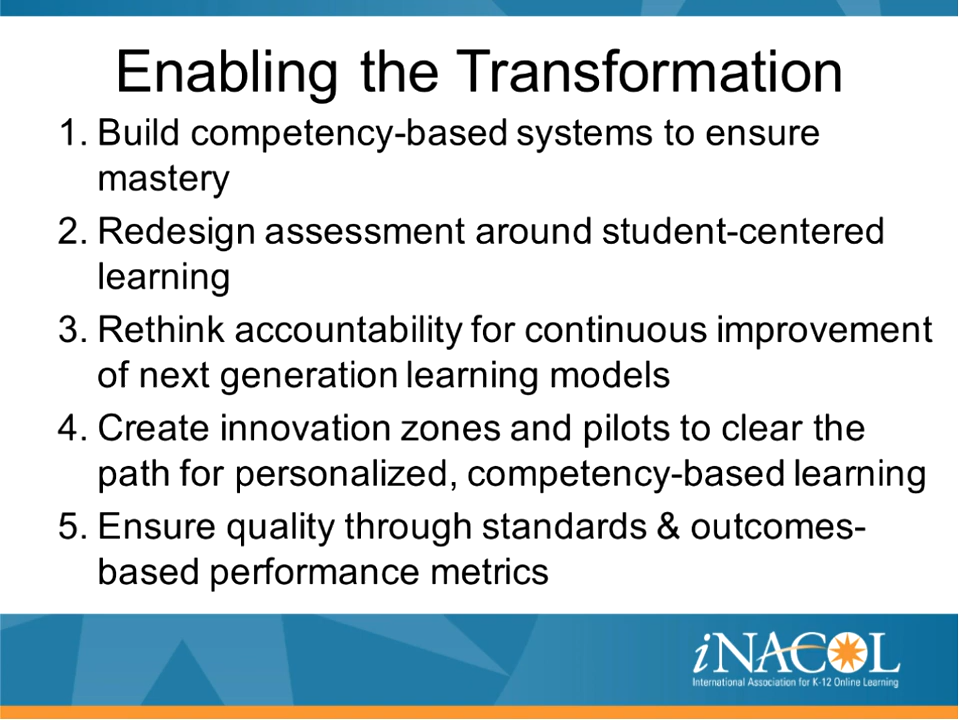 Enabling the Transformation
1. Build competency-based systems to ensure
mastery
2. Redesign assessment around student-centered
learning
3. Rethink accountability for continuous improvement
of next generation learning models
4. Create innovation zones and pilots to clear the
path for personalized, competency-based learning
5. Ensure quality through standards & outcomes-
based performance metrics
iNACOL
International Association for K-12 Online Learning